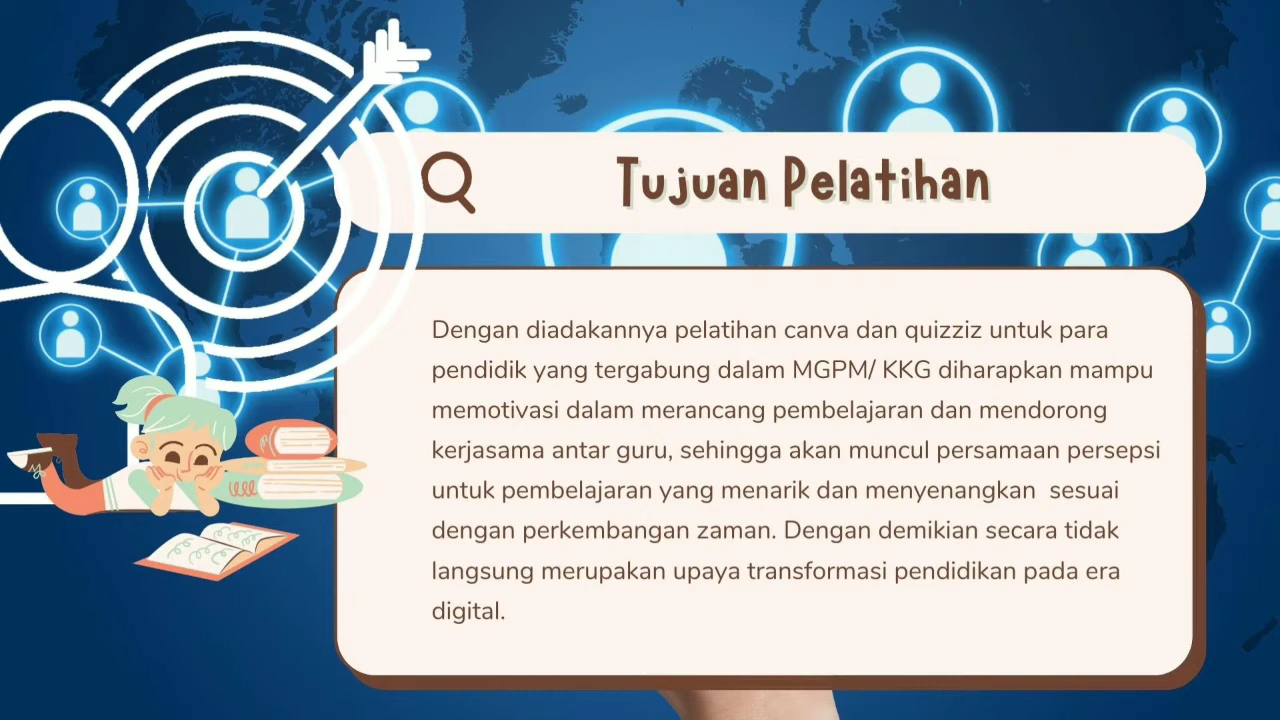 Tujuan Pelatihan
Dengan diadakannya pelatihan canva dan quizziz untuk para
pendidik yang tergabung dalam MGPM/ KKG diharapkan mampu
memotivasi dalam merancang pembelajaran dan mendorong
kerjasama antar guru, sehingga akan muncul persamaan persepsi
untuk pembelajaran yang menarik dan menyenangkan  sesuai
dengan perkembangan zaman. Dengan demikian secara tidak
langsung merupakan upaya transformasi pendidikan pada era
digital.